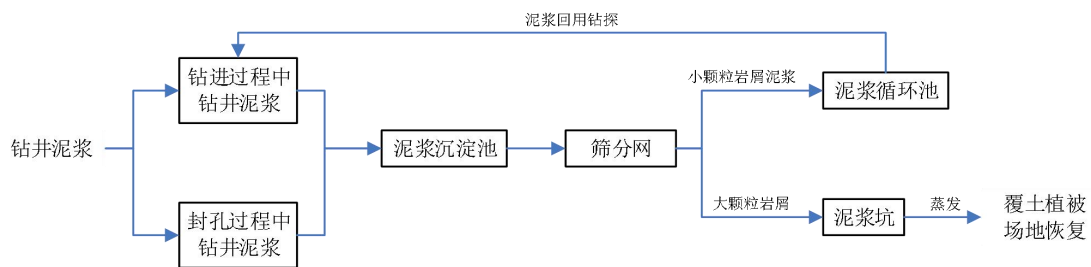 泥浆回用钻探
钻进过程中
钻井泥浆
小颗粒岩屑泥浆
泥浆循环池
钻井泥浆
泥浆沉淀池
筛分网
封孔过程中
钻井泥浆
大颗粒岩屑
泥浆坑
蒸发
覆土植被
场地恢复